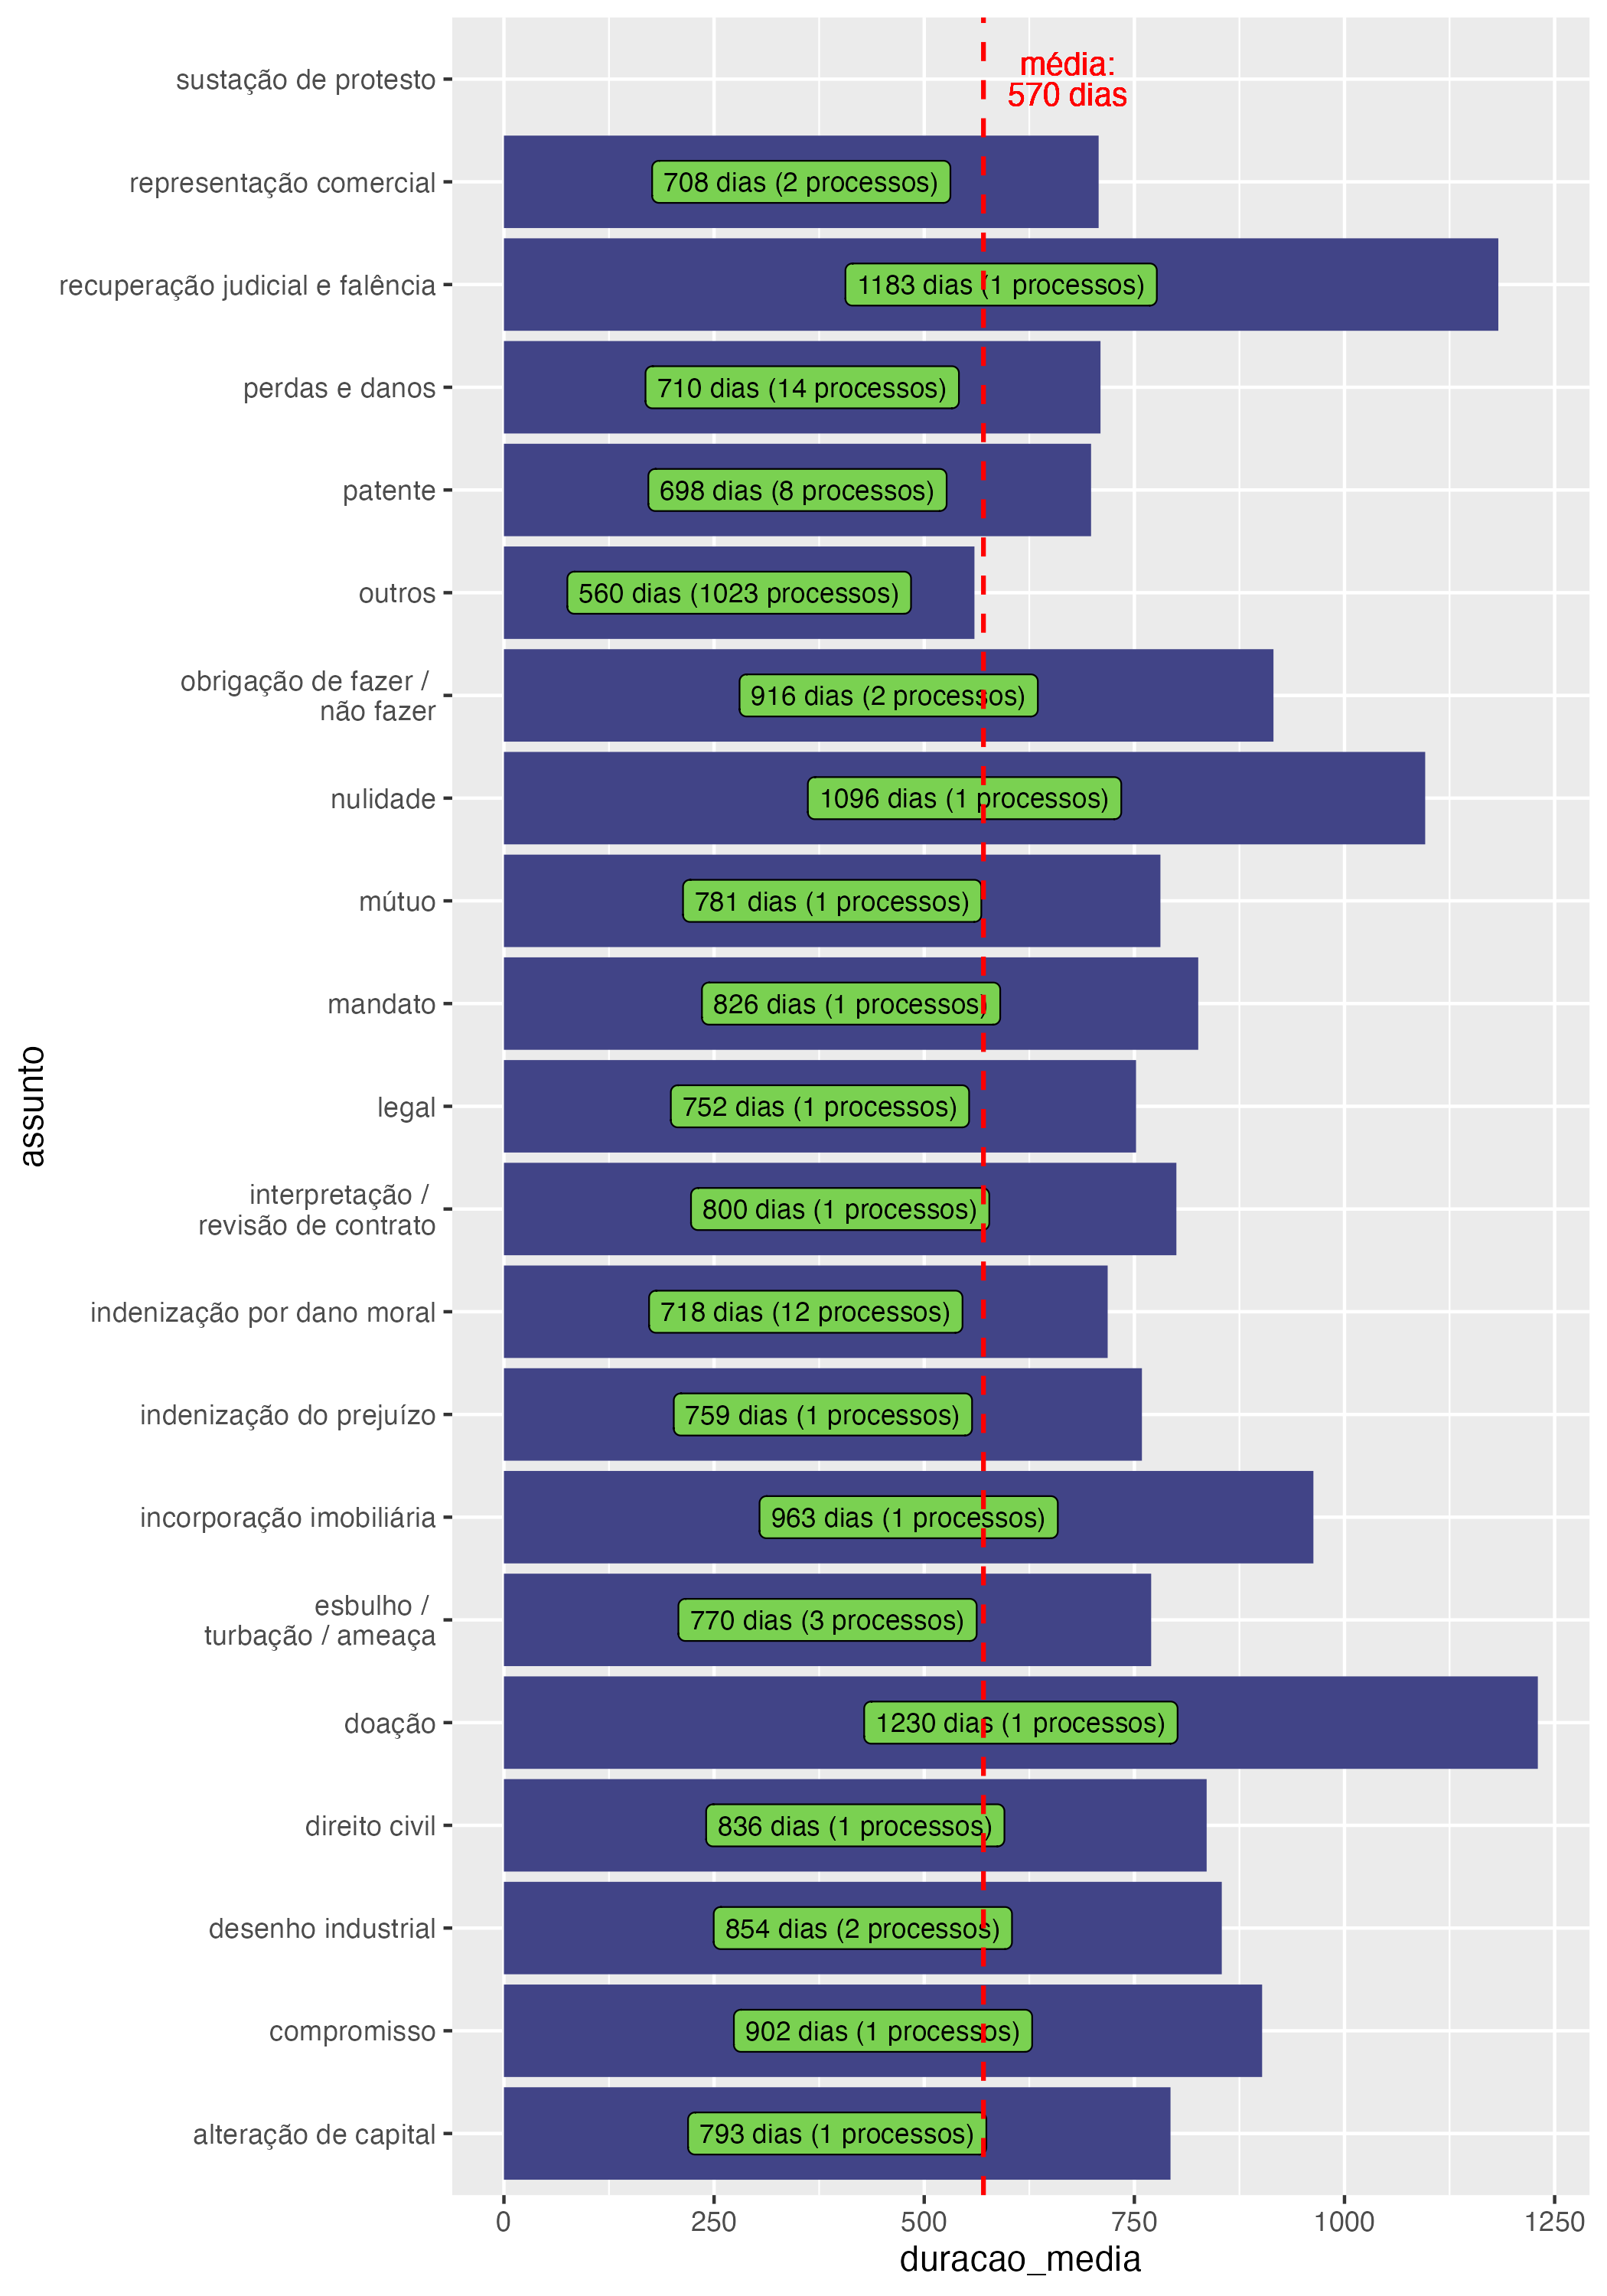 média:
570 dias
sustação de protesto
representação comercial
708 dias (2 processos)
recuperação judicial e falência
1183 dias (1 processos)
perdas e danos
710 dias (14 processos)
patente
698 dias (8 processos)
outros
560 dias (1023 processos)
obrigação de fazer /
não fazer
916 dias (2 processos)
nulidade
1096 dias (1 processos)
mútuo
781 dias (1 processos)
mandato
826 dias (1 processos)
legal
752 dias (1 processos)
interpretação /
revisão de contrato
800 dias (1 processos)
indenização por dano moral
718 dias (12 processos)
indenização do prejuízo
759 dias (1 processos)
incorporação imobiliária
963 dias (1 processos)
esbulho /
turbação / ameaça
770 dias (3 processos)
doação
1230 dias (1 processos)
direito civil
836 dias (1 processos)
desenho industrial
854 dias (2 processos)
compromisso
902 dias (1 processos)
alteração de capital
793 dias (1 processos)
assunto
0 250 500 750 1000 1250
duracao_media